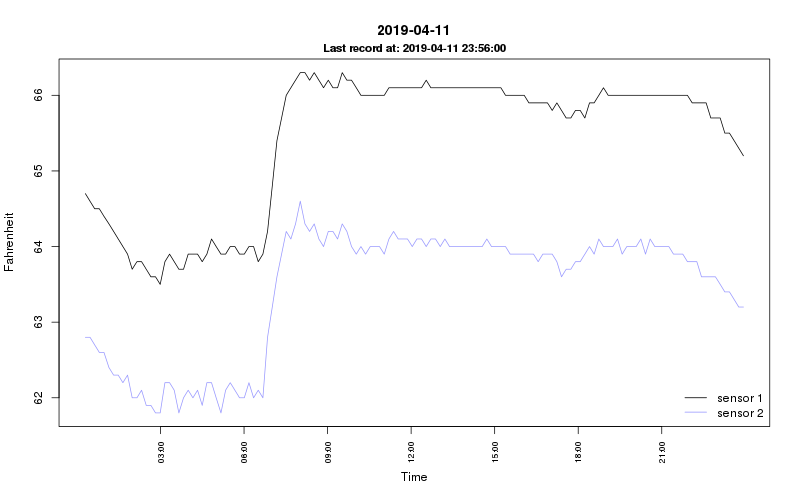 2019-04-11
Last record at: 2019-04-11 23:56:00
Fahrenheit
66
65
64
63
62
sensor 1
sensor 2
03:00 06:00 09:00 12:00 15:00 18:00 21:00
Time